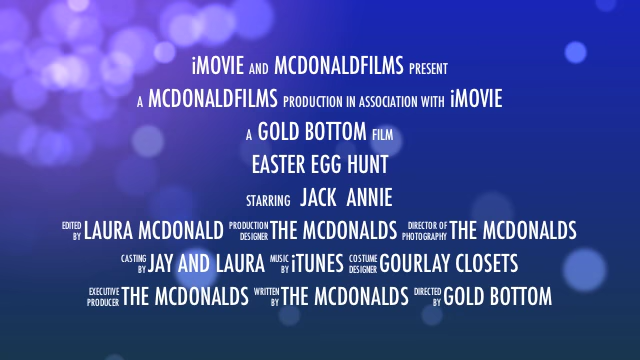 iMOVIE AND MCDONALDFILMS PRESENT
A MCDONALDFILMS PRODUCTION IN ASSOCIATION WITH iMOVIE
A GOLD BOTTOM FILM
EASTER EGG HUNT
STARRING JACK ANNIE
EDITED BY LAURA MCDONALD PRODUCTION DESIGNER THE MCDONALDS DIRECTOR OF PHOTOGRAPHY THE MCDONALDS
CASTING BY JAY AND LAURA MUSIC BY iTUNES COSTUME DESIGNER GOURLAY CLOSETS
EXECUTIVE PRODUCER THE MCDONALDS WRITTEN BY THE MCDONALDS DIRECTED BY GOLD BOTTOM